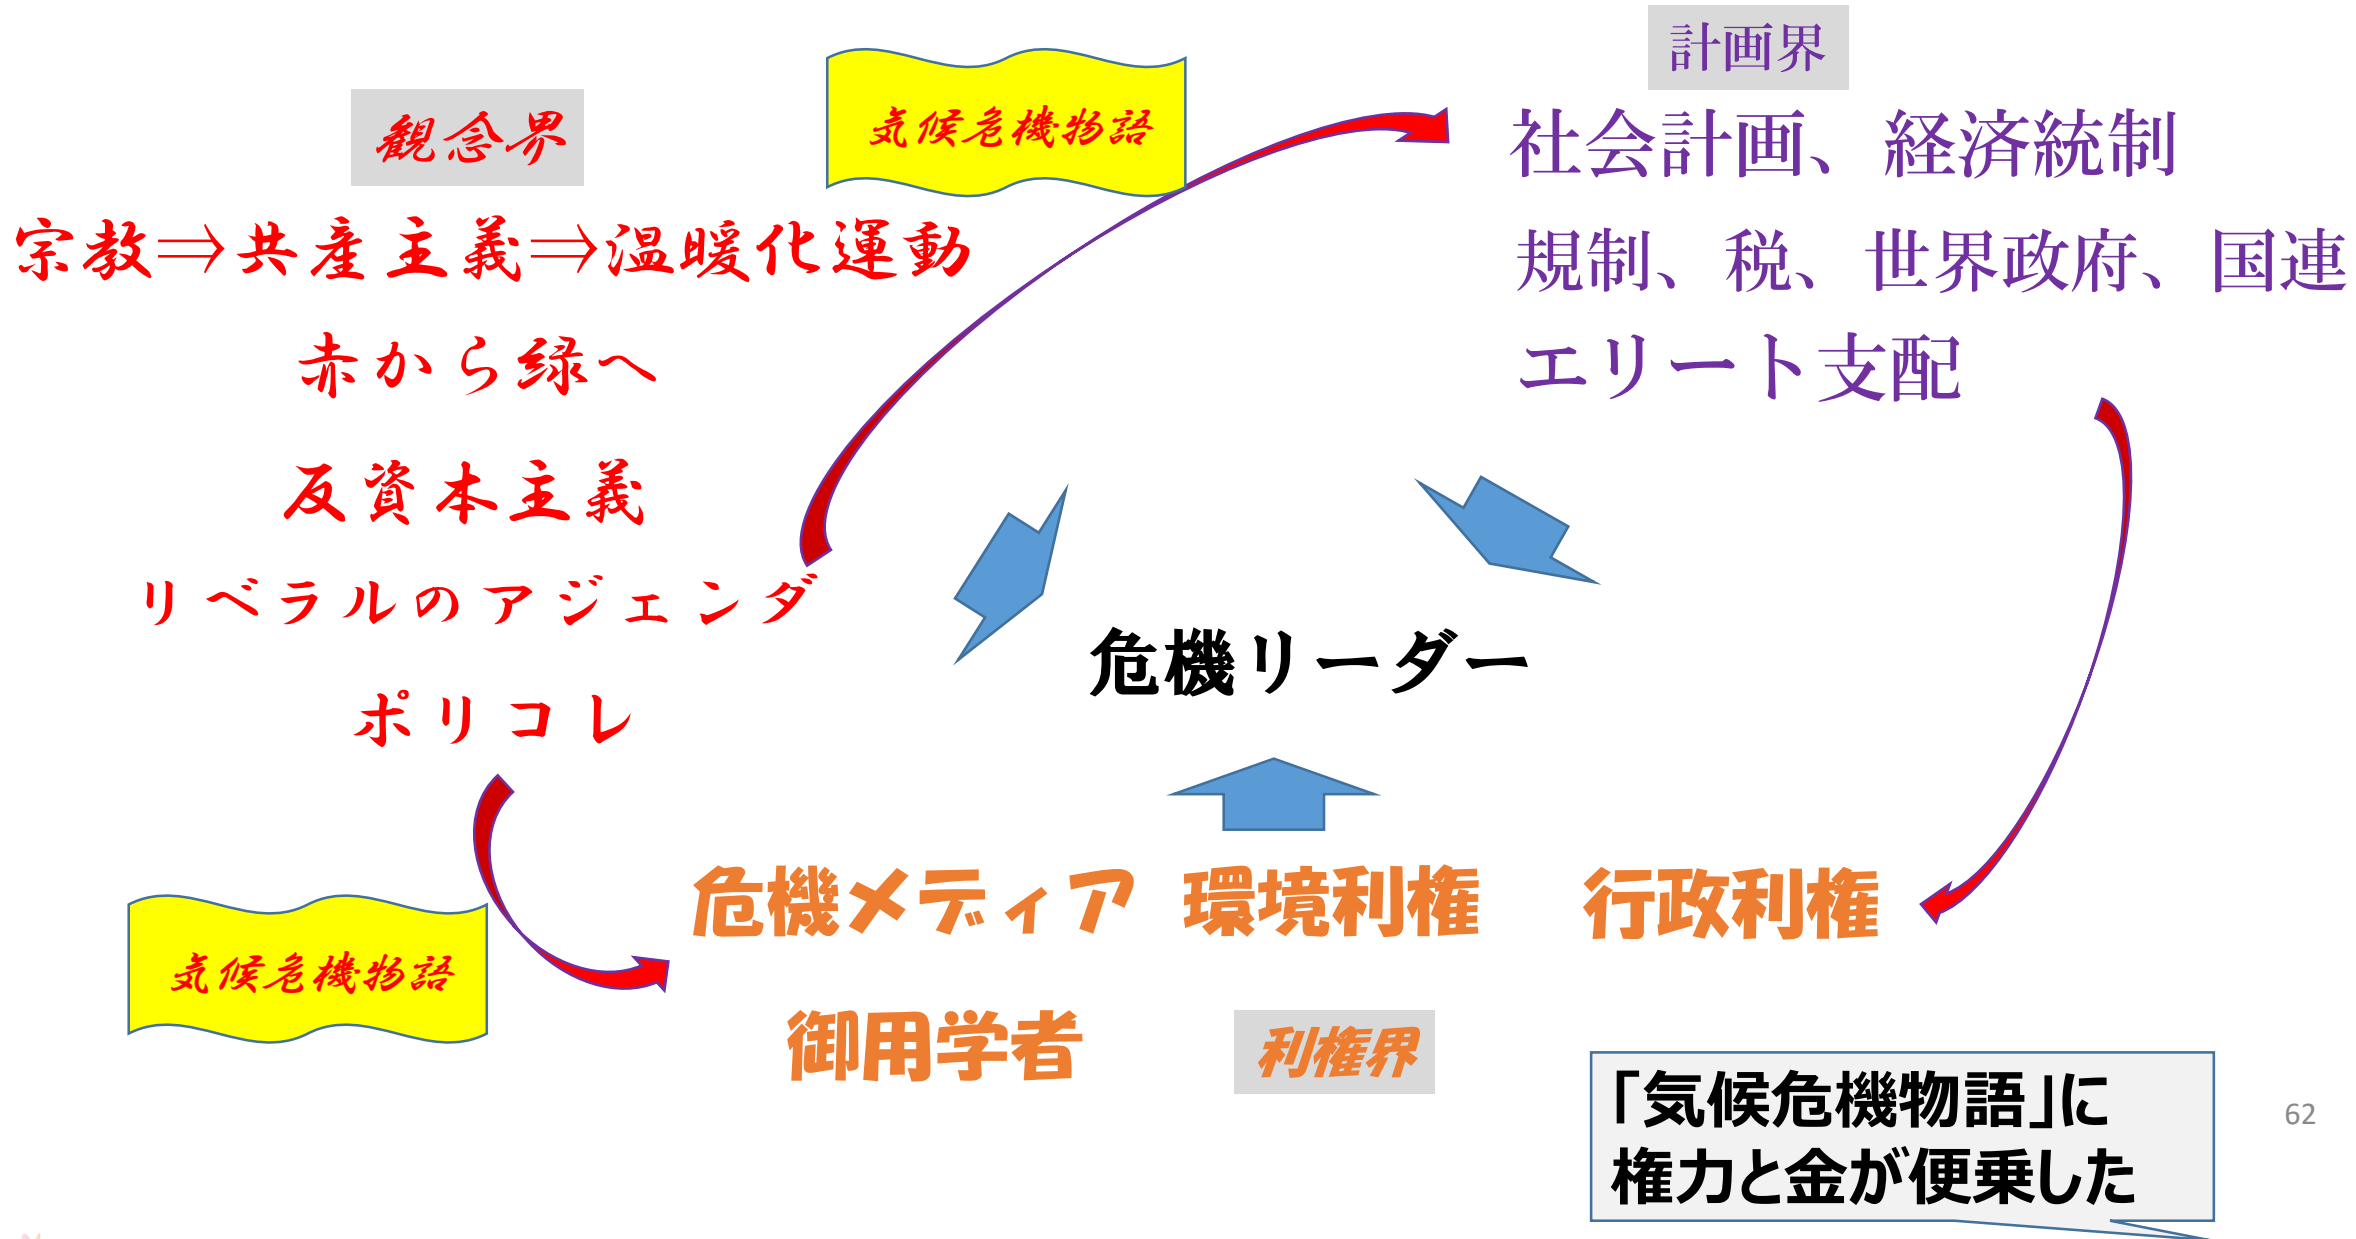 計画界
観念界
気候危機物語
社会計画、経済統制
宗教⇒共産主義⇒温暖化運動
規制、税、世界政府、国連
赤から緑へ
エリート支配
反資本主義
リベラルのアジェンダ
危機リーダー
ポリコレ
危機メディア 環境利権 行政利権
気候危機物語
御用学者
利権界
「気候危機物語」に
権力と金が便乗した
62